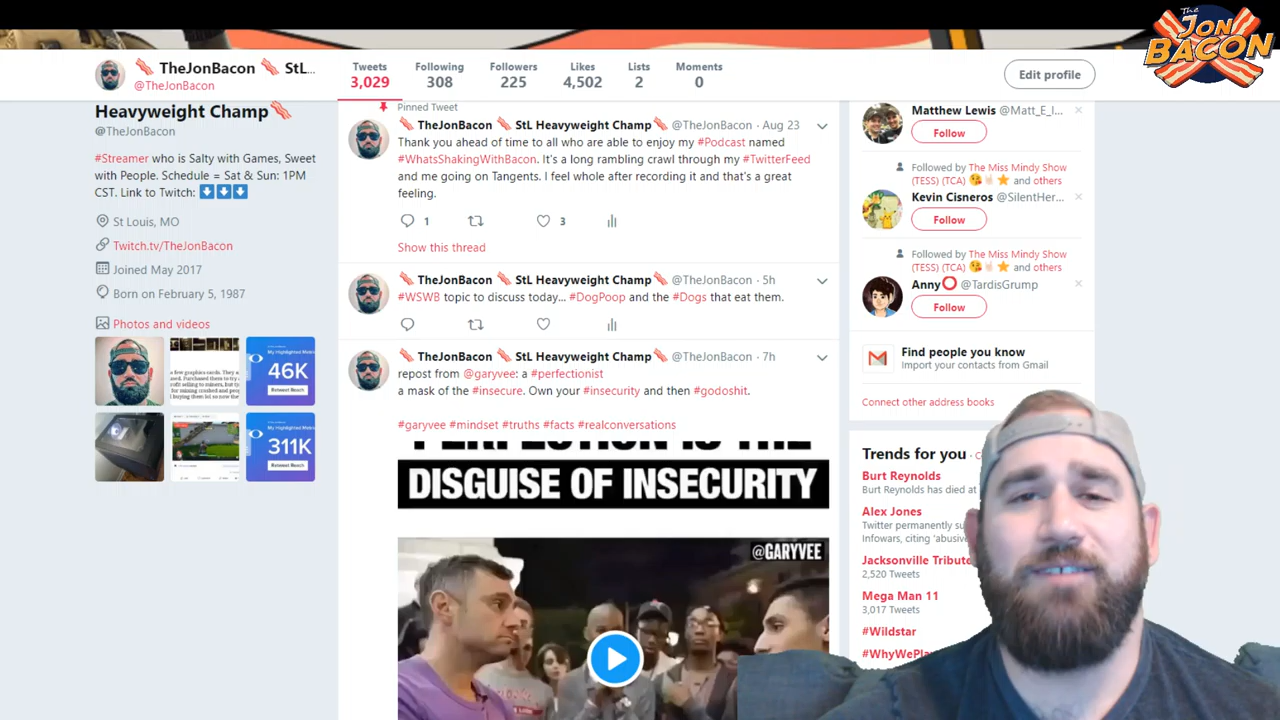 The
JON
BACON
TheJonBacon StL...
@TheJonBacon
Tweets
3,029
Following
308
Followers
225
Likes
4,502
Lists
2
Moments
0
Edit profile
Heavyweight Champ
@TheJonBacon
#Streamer who is Salty with Games, Sweet
with People. Schedule = Sat & Sun: 1PM
CST. Link to Twitch:
St Louis, MO
Twitch.tv/TheJonBacon
Joined May 2017
Born on February 5, 1987
Photos and videos
46K
311K
Pinned Tweet
TheJonBacon StL Heavyweight Champ @TheJonBacon · Aug 23
Thank you ahead of time to all who are able to enjoy my #Podcast named
#WhatsShakingWithBacon. It's a long rambling crawl through my #TwitterFeed
and me going on Tangents. I feel whole after recording it and that's a great
feeling.
1
3
Show this thread
TheJonBacon StL Heavyweight Champ @TheJonBacon · 5h
#WSWB topic to discuss today... #DogPoop and the #Dogs that eat them.
TheJonBacon StL Heavyweight Champ @TheJonBacon · 7h
repost from @garyvee: a #perfectionist
a mask of the #insecure. Own your #insecurity and then #godoshit.
#garyvee #mindset #truths #facts #realconversations
PERFECTION IS THE
DISGUISE OF INSECURITY
@GARYVEE
Matthew Lewis @Matt_E_l...
Follow
Followed by The Miss Mindy Show
(TESS) (TCA) and others
Kevin Cisneros @SilentHer...
Follow
Followed by The Miss Mindy Show
(TESS) (TCA) and others
Anny @TardisGrump
Follow
Find people you know
Import your contacts from Gmail
Connect other address books
Trends for you ·
Burt Reynolds
Burt Reynolds has died at
Alex Jones
Twitter permanently su
Infowars, citing 'abusiv
Jacksonville Tribute
2,520 Tweets
Mega Man 11
3,017 Tweets
#Wildstar
#WhyWePla